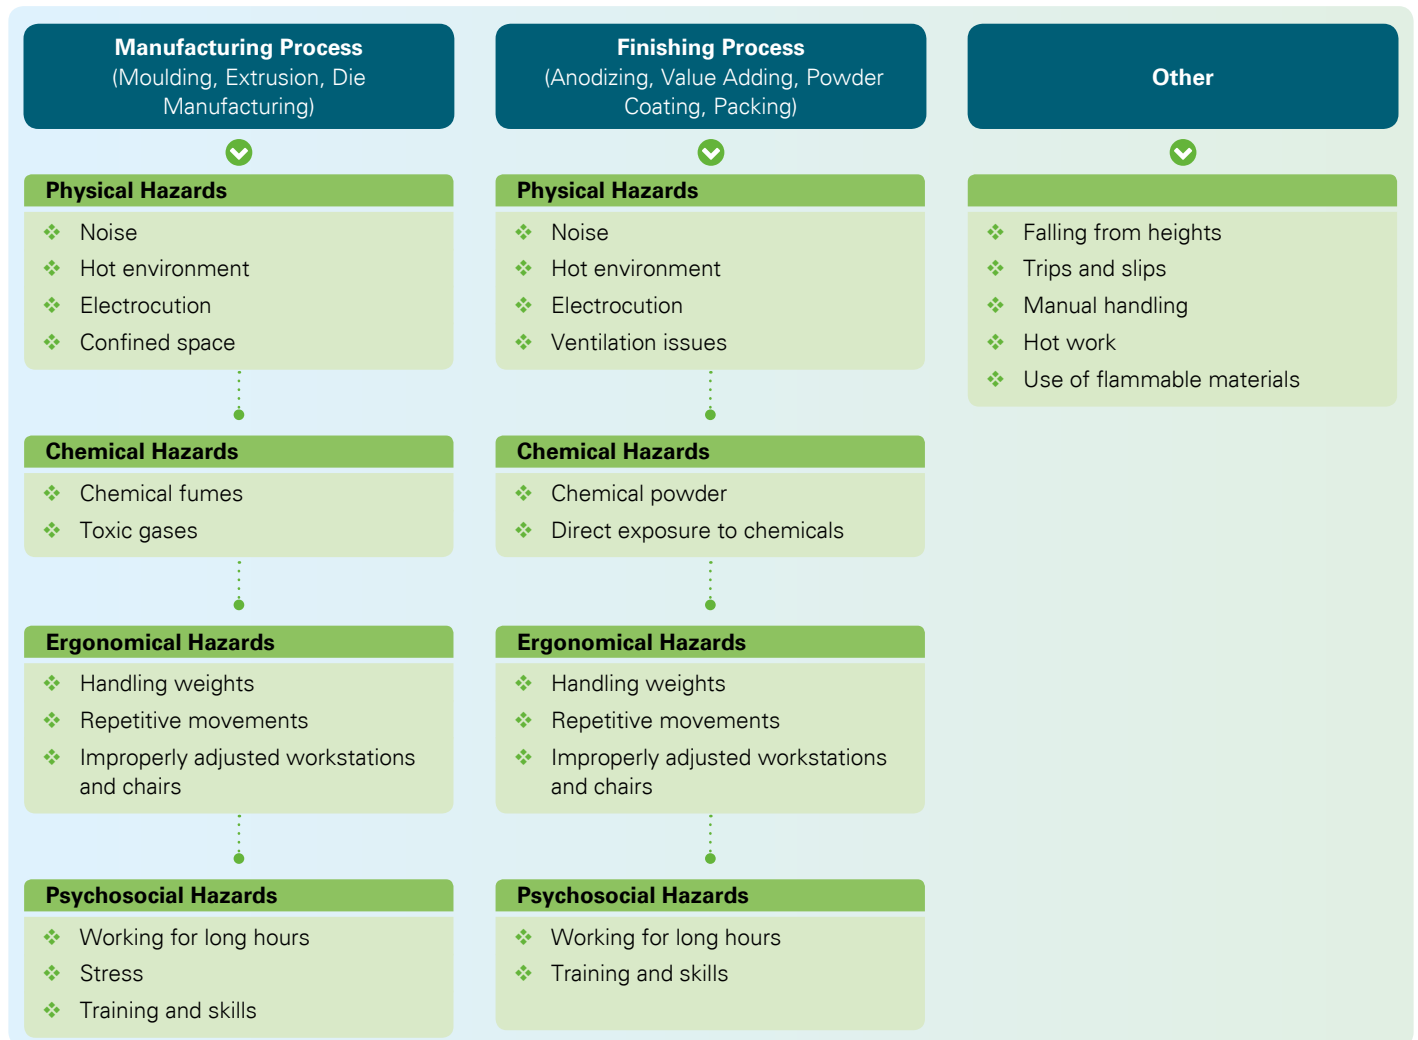 Manufacturing Process
(Moulding, Extrusion, Die
Manufacturing)
Physical Hazards
Noise
Hot environment
Electrocution
Confined space
Chemical Hazards
Chemical fumes
Toxic gases
Ergonomical Hazards
Handling weights
Repetitive movements
Improperly adjusted workstations
and chairs
Psychosocial Hazards
Working for long hours
Stress
Training and skills
Finishing Process
(Anodizing, Value Adding, Powder
Coating, Packing)
Physical Hazards
Noise
Hot environment
Electrocution
Ventilation issues
Chemical Hazards
Chemical powder
Direct exposure to chemicals
Ergonomical Hazards
Handling weights
Repetitive movements
Improperly adjusted workstations
and chairs
Psychosocial Hazards
Working for long hours
Training and skills
Other
Falling from heights
Trips and slips
Manual handling
Hot work
Use of flammable materials